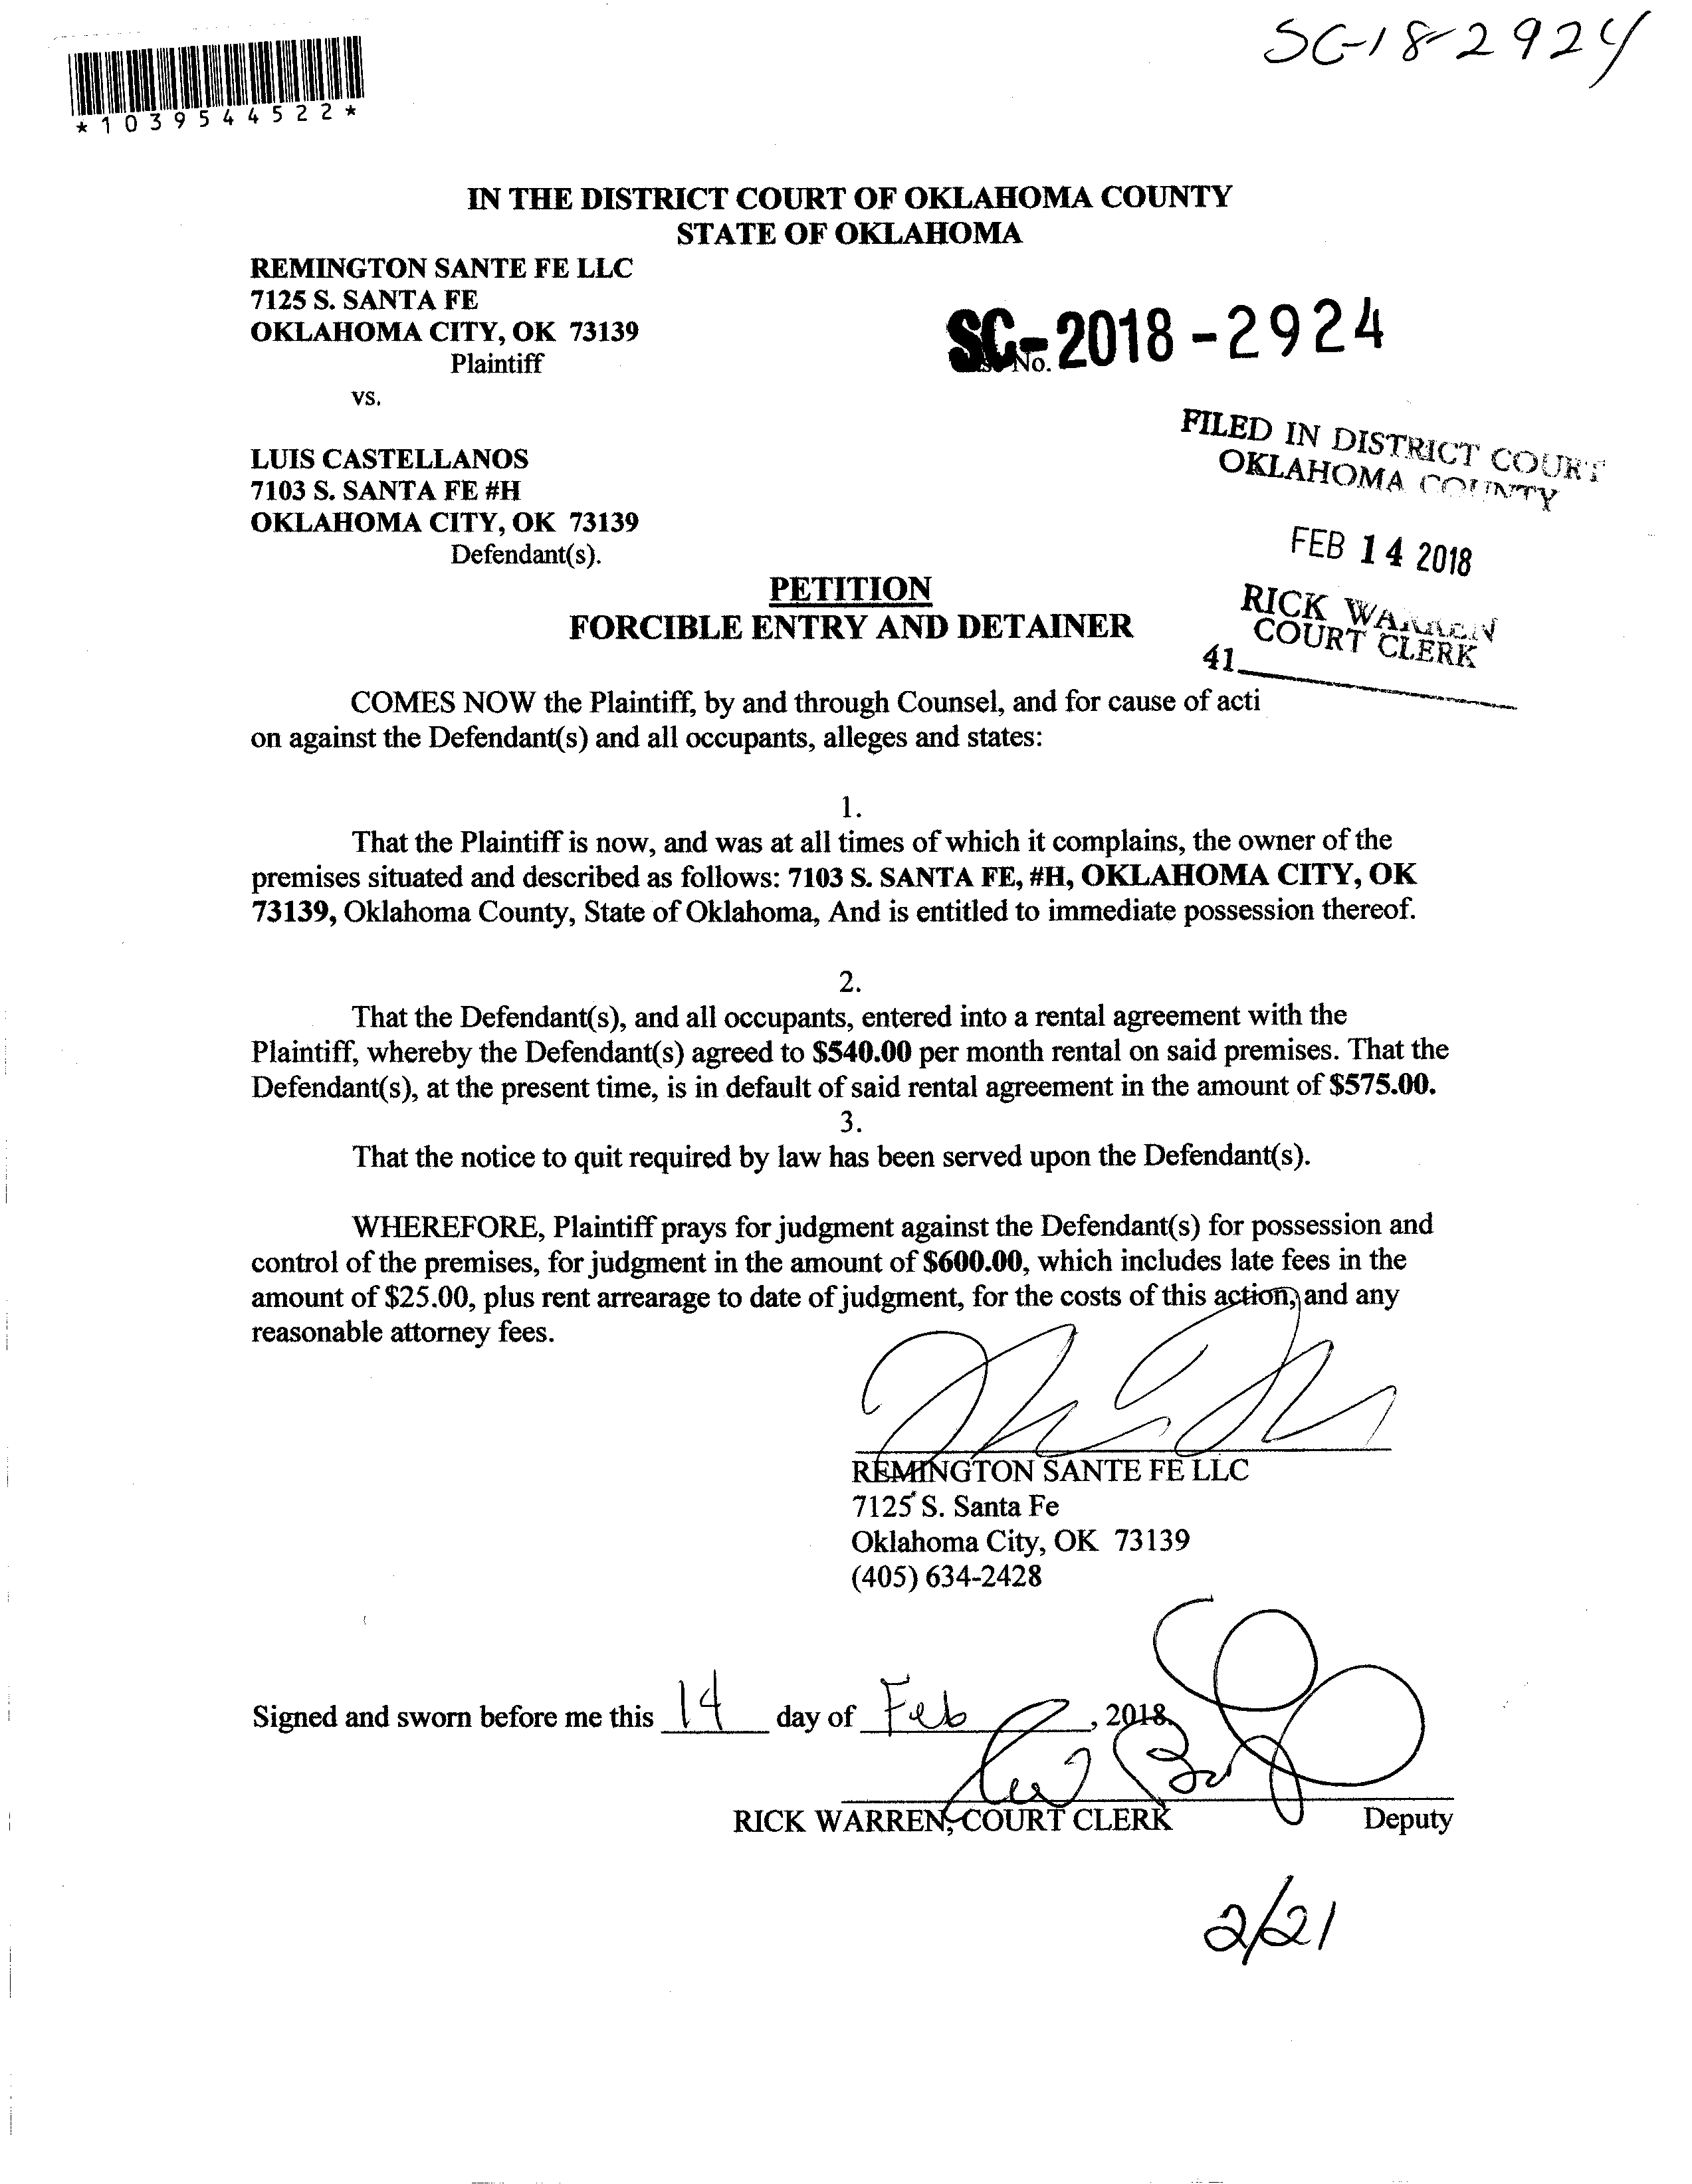 SC-18-2924
*1039544522*
IN THE DISTRICT COURT OF OKLAHOMA COUNTY
STATE OF OKLAHOMA
REMINGTON SANTE FE LLC
7125 S. SANTA FE
OKLAHOMA CITY, OK 73139
Plaintiff
SC-2018-2924
No.
vs.
FILED IN DISTRICT COURT
OKLAHOMA COUNTY
LUIS CASTELLANOS
7103 S. SANTA FE #H
OKLAHOMA CITY, OK 73139
Defendant(s).
FEB 14 2018
PETITION
FORCIBLE ENTRY AND DETAINER
RICK WARREN
COURT CLERK
41
COMES NOW the Plaintiff, by and through Counsel, and for cause of acti
on against the Defendant(s) and all occupants, alleges and states:
1.
That the Plaintiff is now, and was at all times of which it complains, the owner of the
premises situated and described as follows: 7103 S. SANTA FE, #H, OKLAHOMA CITY, OK
73139, Oklahoma County, State of Oklahoma, And is entitled to immediate possession thereof.
2.
That the Defendant(s), and all occupants, entered into a rental agreement with the
Plaintiff, whereby the Defendant(s) agreed to $540.00 per month rental on said premises. That the
Defendant(s), at the present time, is in default of said rental agreement in the amount of $575.00.
3.
That the notice to quit required by law has been served upon the Defendant(s).
WHEREFORE, Plaintiff prays for judgment against the Defendant(s) for possession and
control of the premises, for judgment in the amount of $600.00, which includes late fees in the
amount of $25.00, plus rent arrearage to date of judgment, for the costs of this action, and any
reasonable attorney fees.
REMINGTON SANTE FE LLC
7125 S. Santa Fe
Oklahoma City, OK 73139
(405) 634-2428
Signed and sworn before me this 14 day of Feb, 2018.
RICK WARREN, COURT CLERK Deputy
2/21